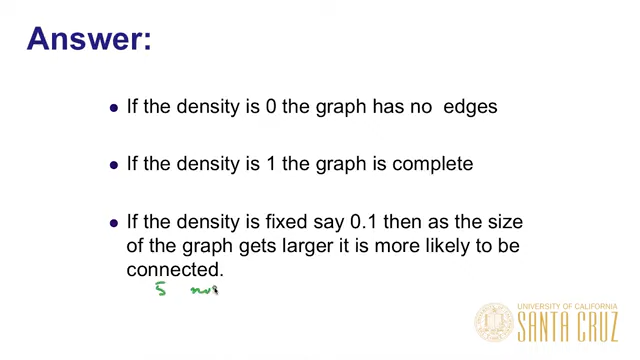 Answer:
If the density is 0 the graph has no edges
If the density is 1 the graph is complete
If the density is fixed say 0.1 then as the size
of the graph gets larger it is more likely to be
connected.
5
UNIVERSITY OF CALIFORNIA
SANTA CRUZ